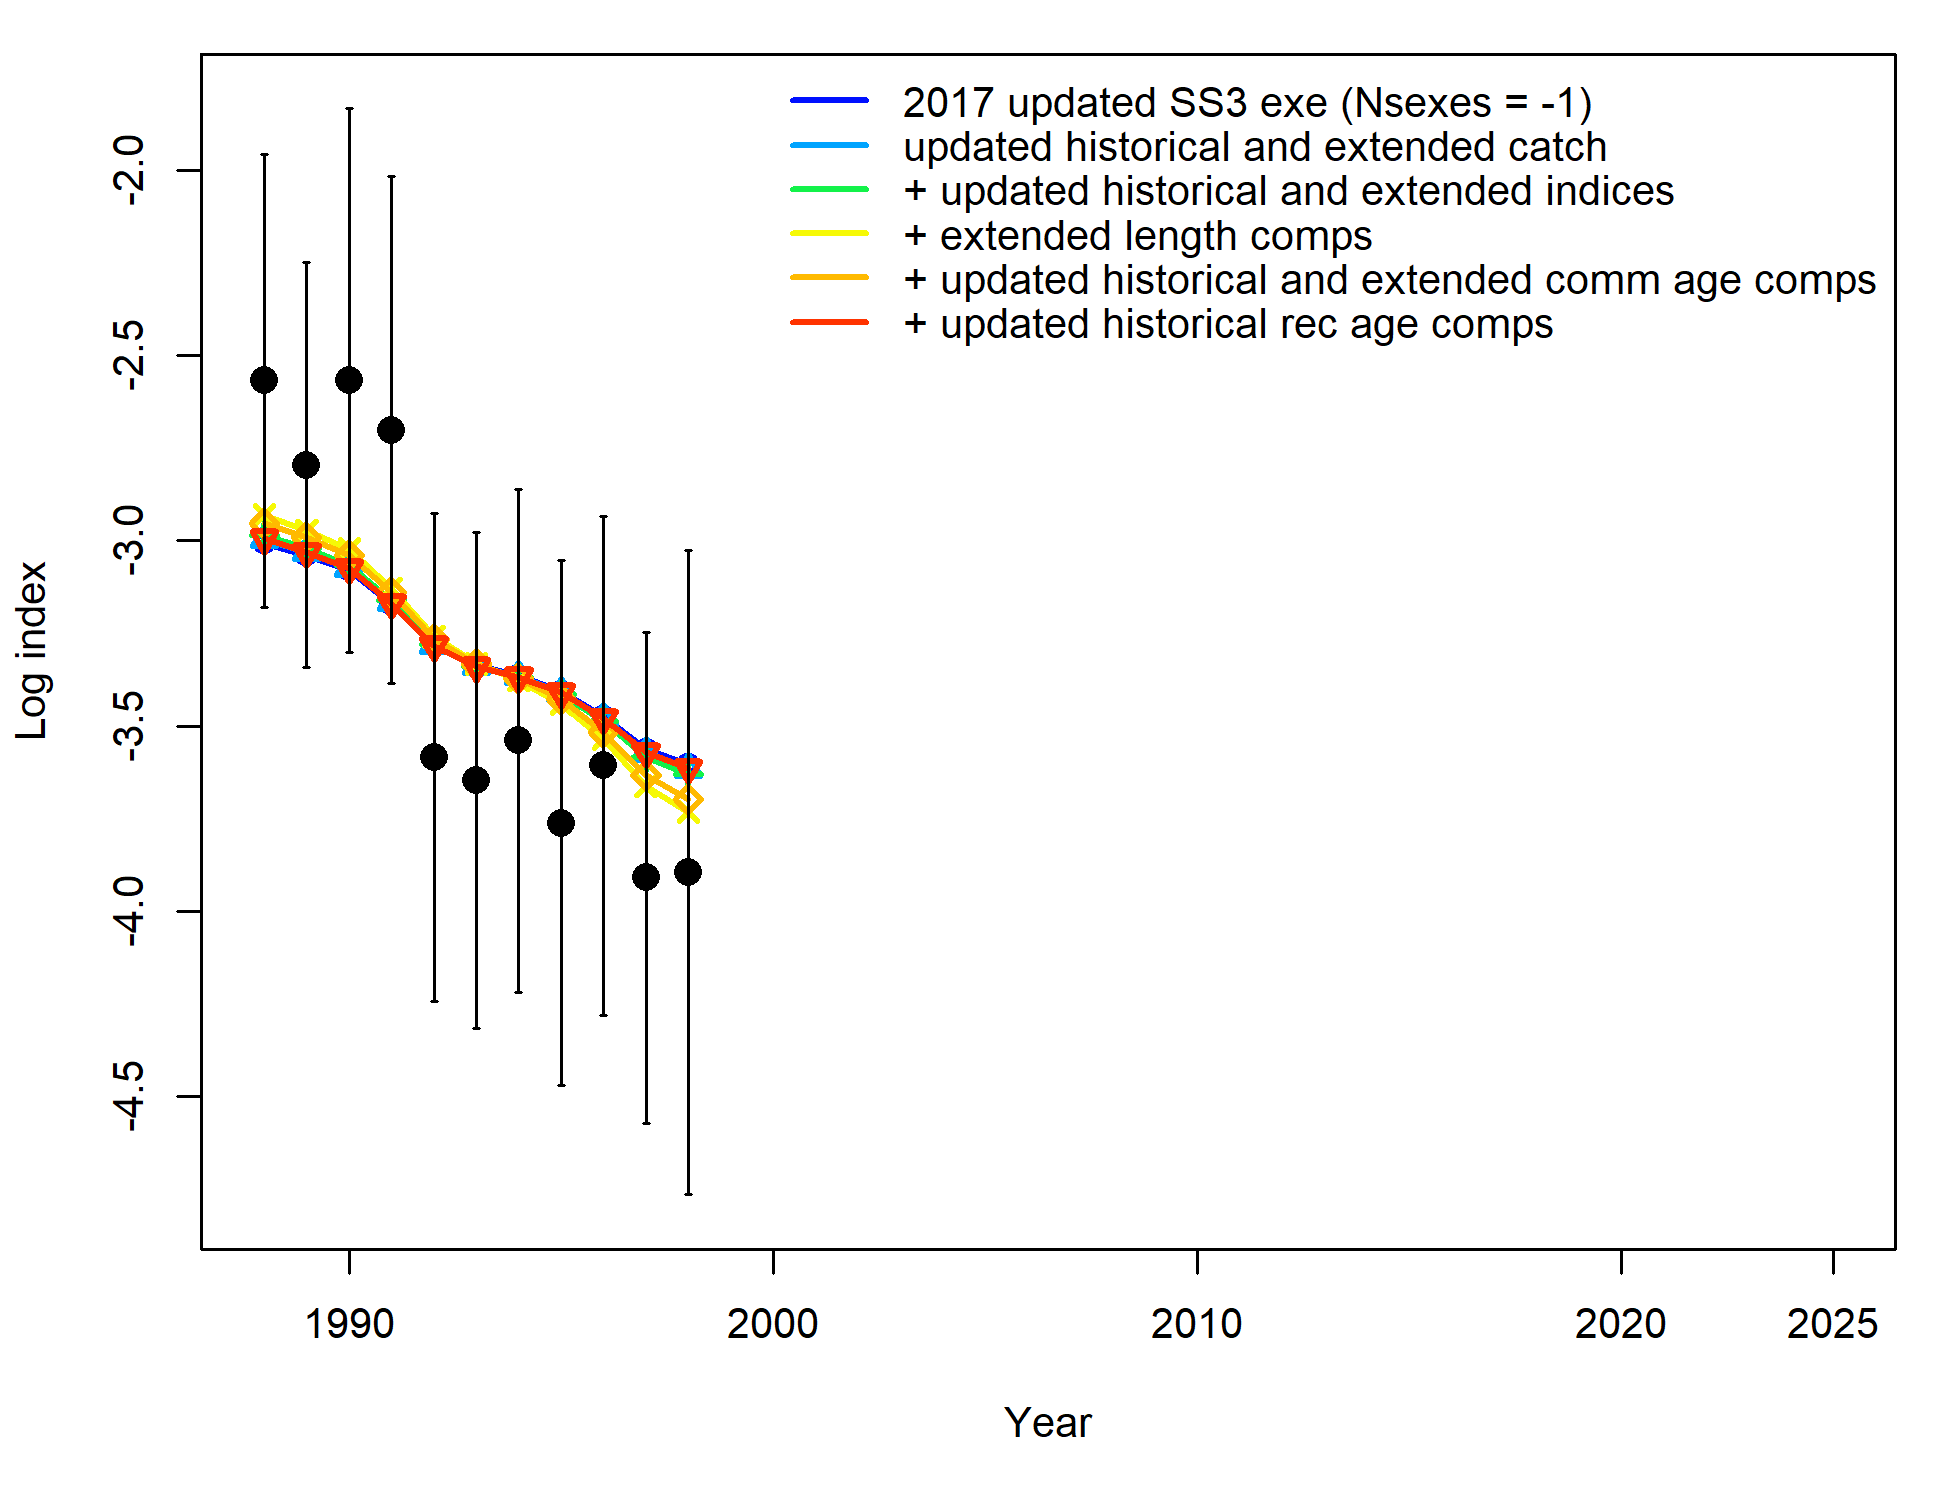 2017 updated SS3 exe (Nsexes = -1)
updated historical and extended catch
+ updated historical and extended indices
+ extended length comps
+ updated historical and extended comm age comps
+ updated historical rec age comps
Log index
-2.0
-2.5
-3.0
-3.5
-4.0
-4.5
1990 2000 2010 2020 2025
Year